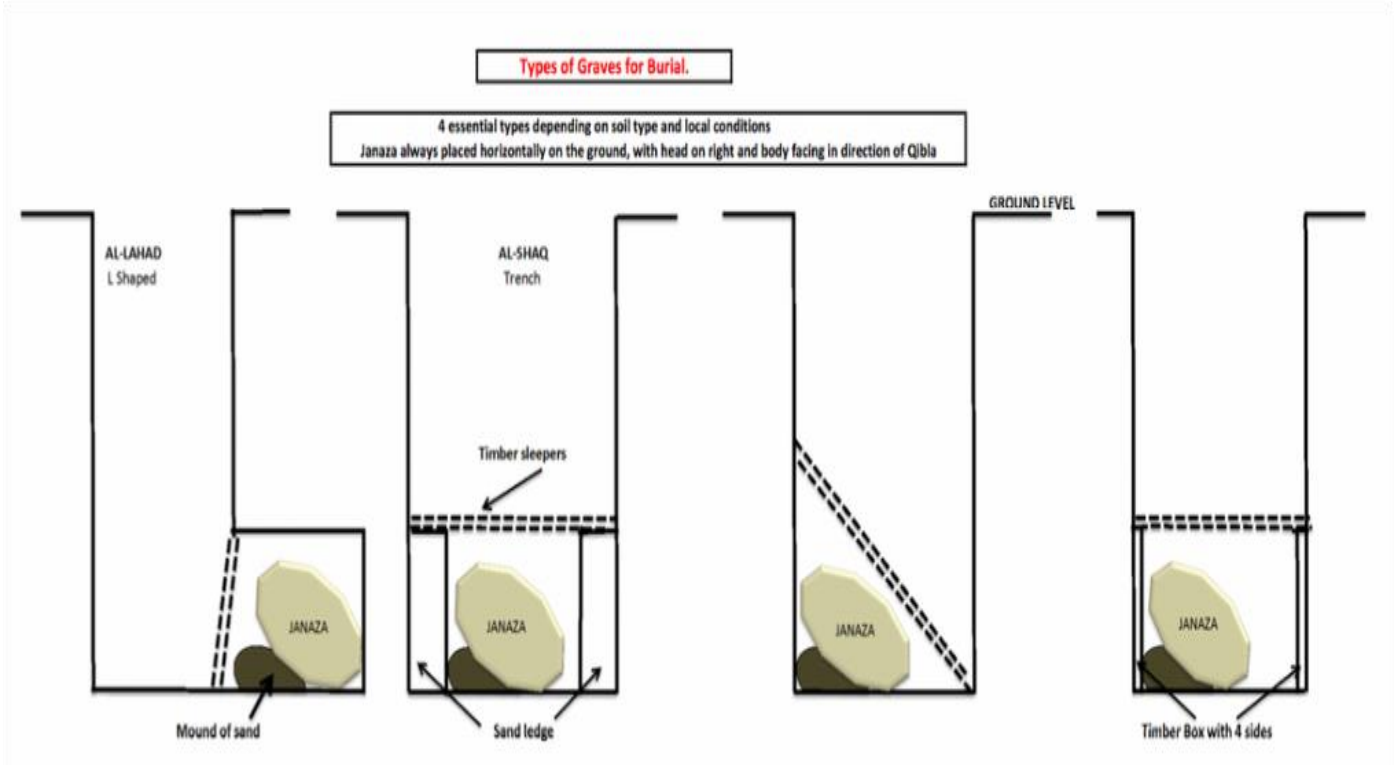 Types of Graves for Burial.
4 essential types depending on soil type and local conditions
Janaza always placed horizontally on the ground, with head on right and body facing in direction of Qibla
GROUND LEVEL
AL-LAHAD
L Shaped
AL-SHAQ
Trench
Timber sleepers
JANAZA
JANAZA
JANAZA
JANAZA
Mound of sand
Sand ledge
Timber Box with 4 sides